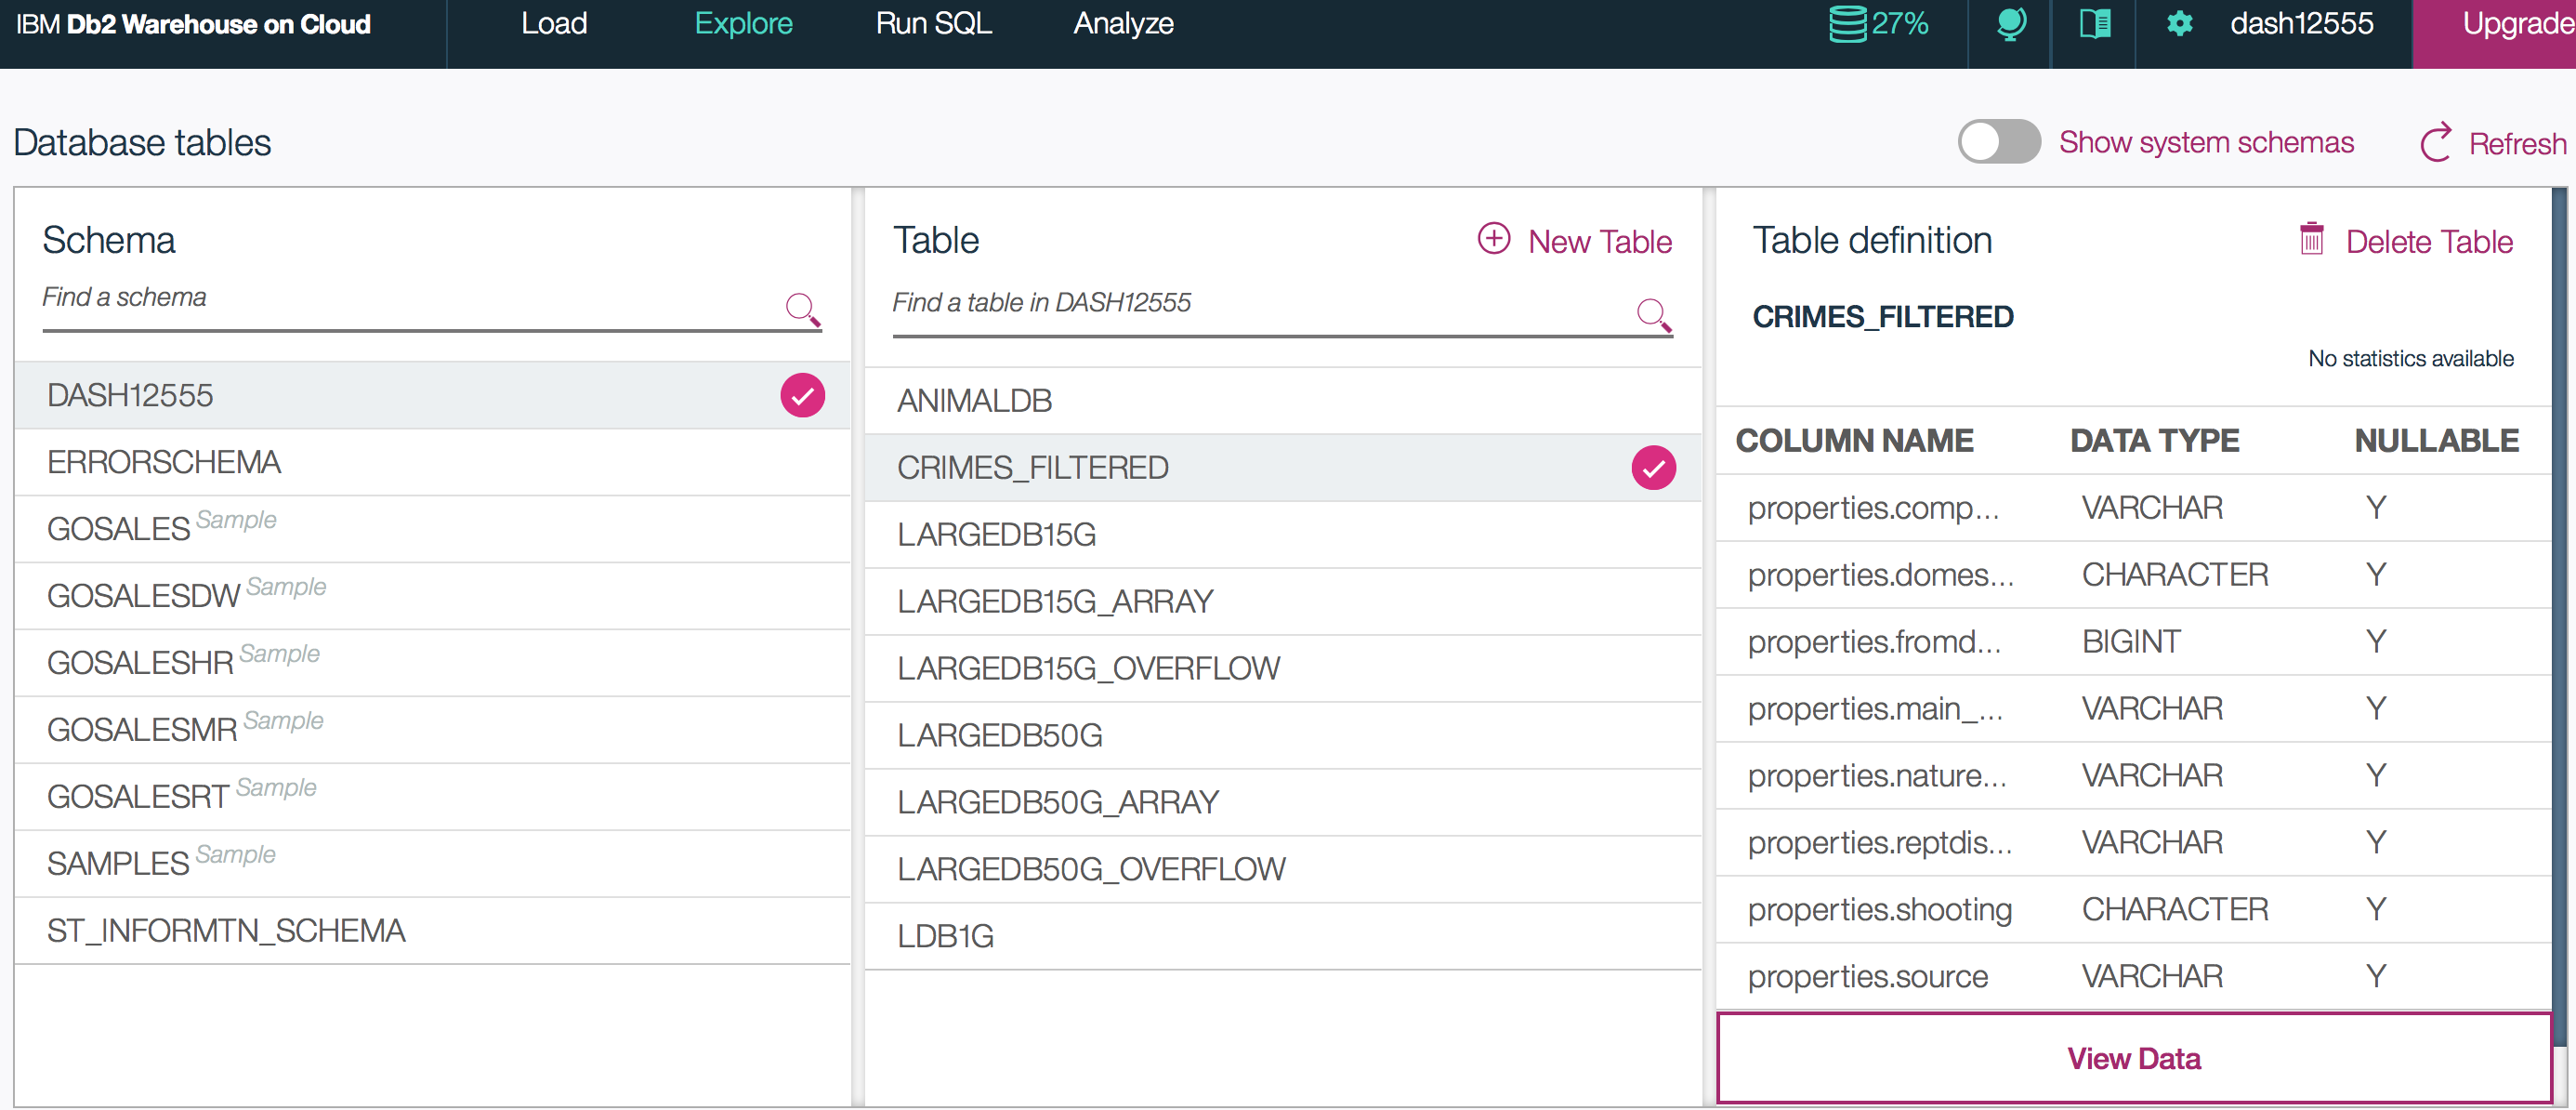 IBM Db2 Warehouse on Cloud Load Explore Run SQL Analyze 27% dash12555 Upgrade
Database tables Show system schemas Refresh
Schema
Find a schema
DASH12555
ERRORSCHEMA
GOSALES Sample
GOSALESDW Sample
GOSALESHR Sample
GOSALESMR Sample
GOSALESRT Sample
SAMPLES Sample
ST_INFORMTN_SCHEMA
Table New Table
Find a table in DASH12555
ANIMALDB
CRIMES_FILTERED
LARGEDB15G
LARGEDB15G_ARRAY
LARGEDB15G_OVERFLOW
LARGEDB50G
LARGEDB50G_ARRAY
LARGEDB50G_OVERFLOW
LDB1G
Table definition Delete Table
CRIMES_FILTERED
No statistics available
COLUMN NAME DATA TYPE NULLABLE
properties.comp... VARCHAR Y
properties.domes... CHARACTER Y
properties.fromd... BIGINT Y
properties.main_... VARCHAR Y
properties.nature... VARCHAR Y
properties.reptdis... VARCHAR Y
properties.shooting CHARACTER Y
properties.source VARCHAR Y
View Data